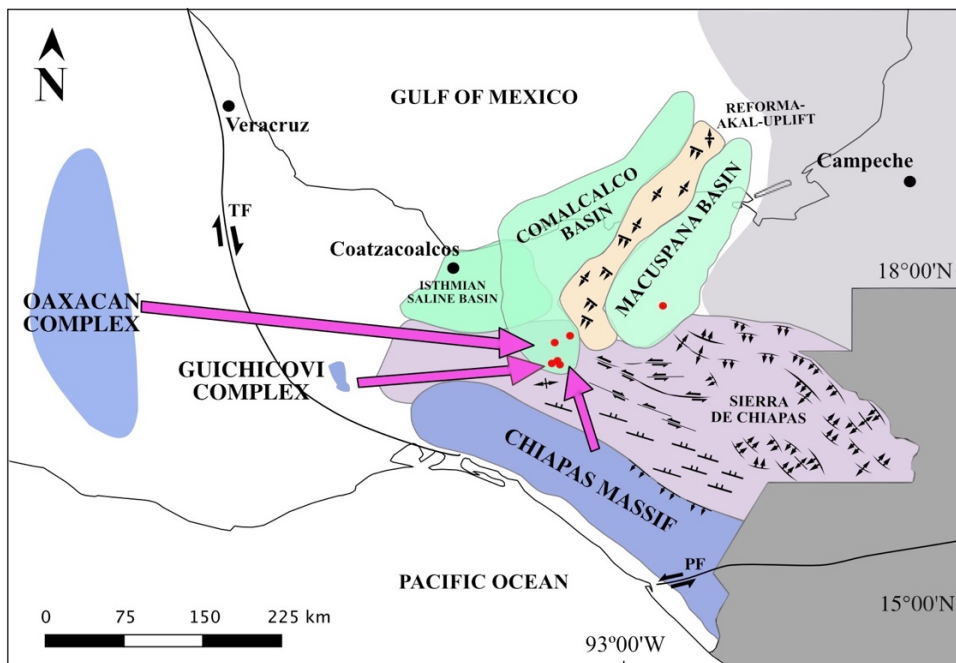 N
GULF OF MEXICO
Veracruz
REFORMA-
AKAL-UPLIFT
Campeche
TF
COMALCALCO
BASIN
MACUSPANA BASIN
Coatzacoalcos
ISTHMIAN
SALINE BASIN
18°00'N
OAXACAN
COMPLEX
GUICHICOVI
COMPLEX
SIERRA
DE CHIAPAS
CHIAPAS MASSIF
PF
PACIFIC OCEAN
15°00'N
0 75 150 225 km
93°00'W